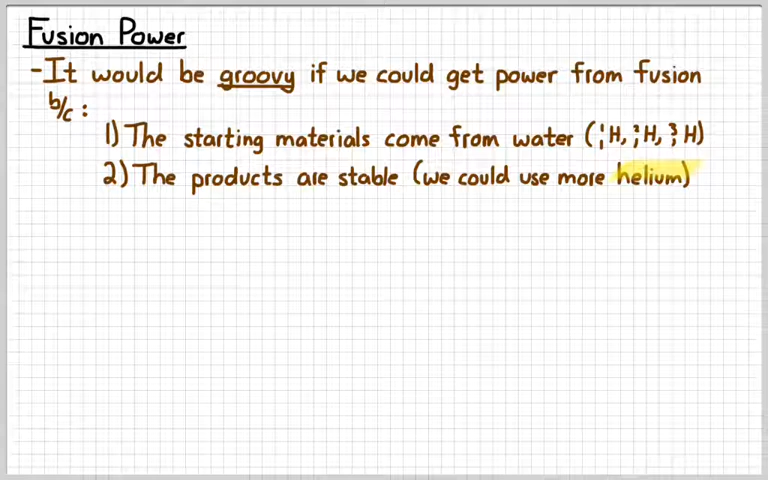 Fusion Power
- It would be groovy if we could get power from fusion
b/c :
1) The starting materials come from water (¹₁H, ²₁H, ³₁H)
2) The products are stable (we could use more helium)